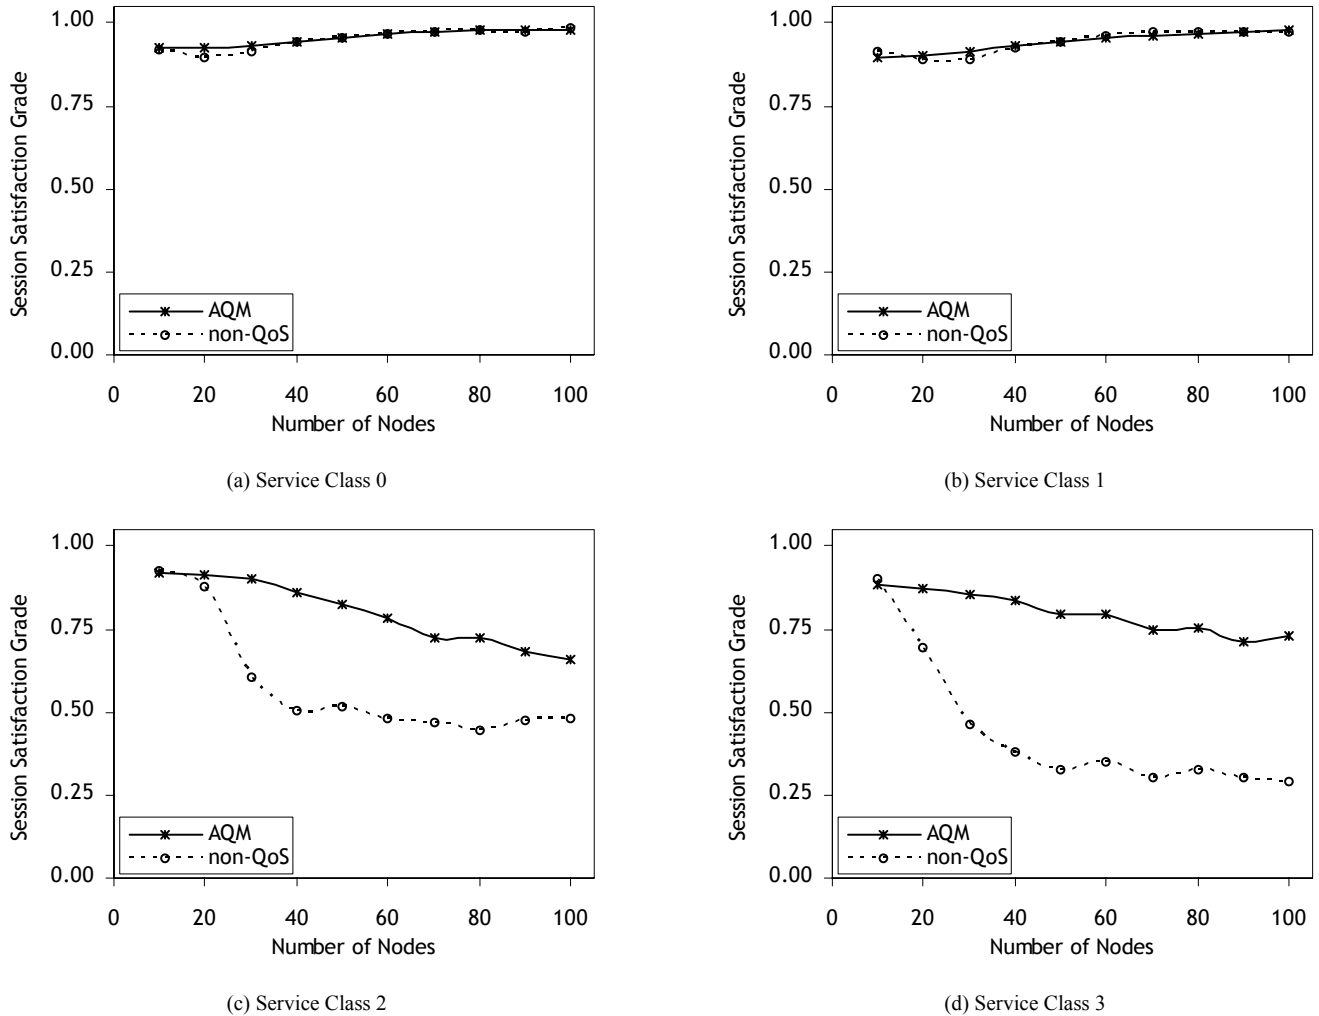 Session Satisfaction Grade
1.00
0.75
0.50
0.25
0.00
AQM
non-QoS
0 20 40 60 80 100
Number of Nodes
(a) Service Class 0
Session Satisfaction Grade
1.00
0.75
0.50
0.25
0.00
AQM
non-QoS
0 20 40 60 80 100
Number of Nodes
(b) Service Class 1
Session Satisfaction Grade
1.00
0.75
0.50
0.25
0.00
AQM
non-QoS
0 20 40 60 80 100
Number of Nodes
(c) Service Class 2
Session Satisfaction Grade
1.00
0.75
0.50
0.25
0.00
AQM
non-QoS
0 20 40 60 80 100
Number of Nodes
(d) Service Class 3